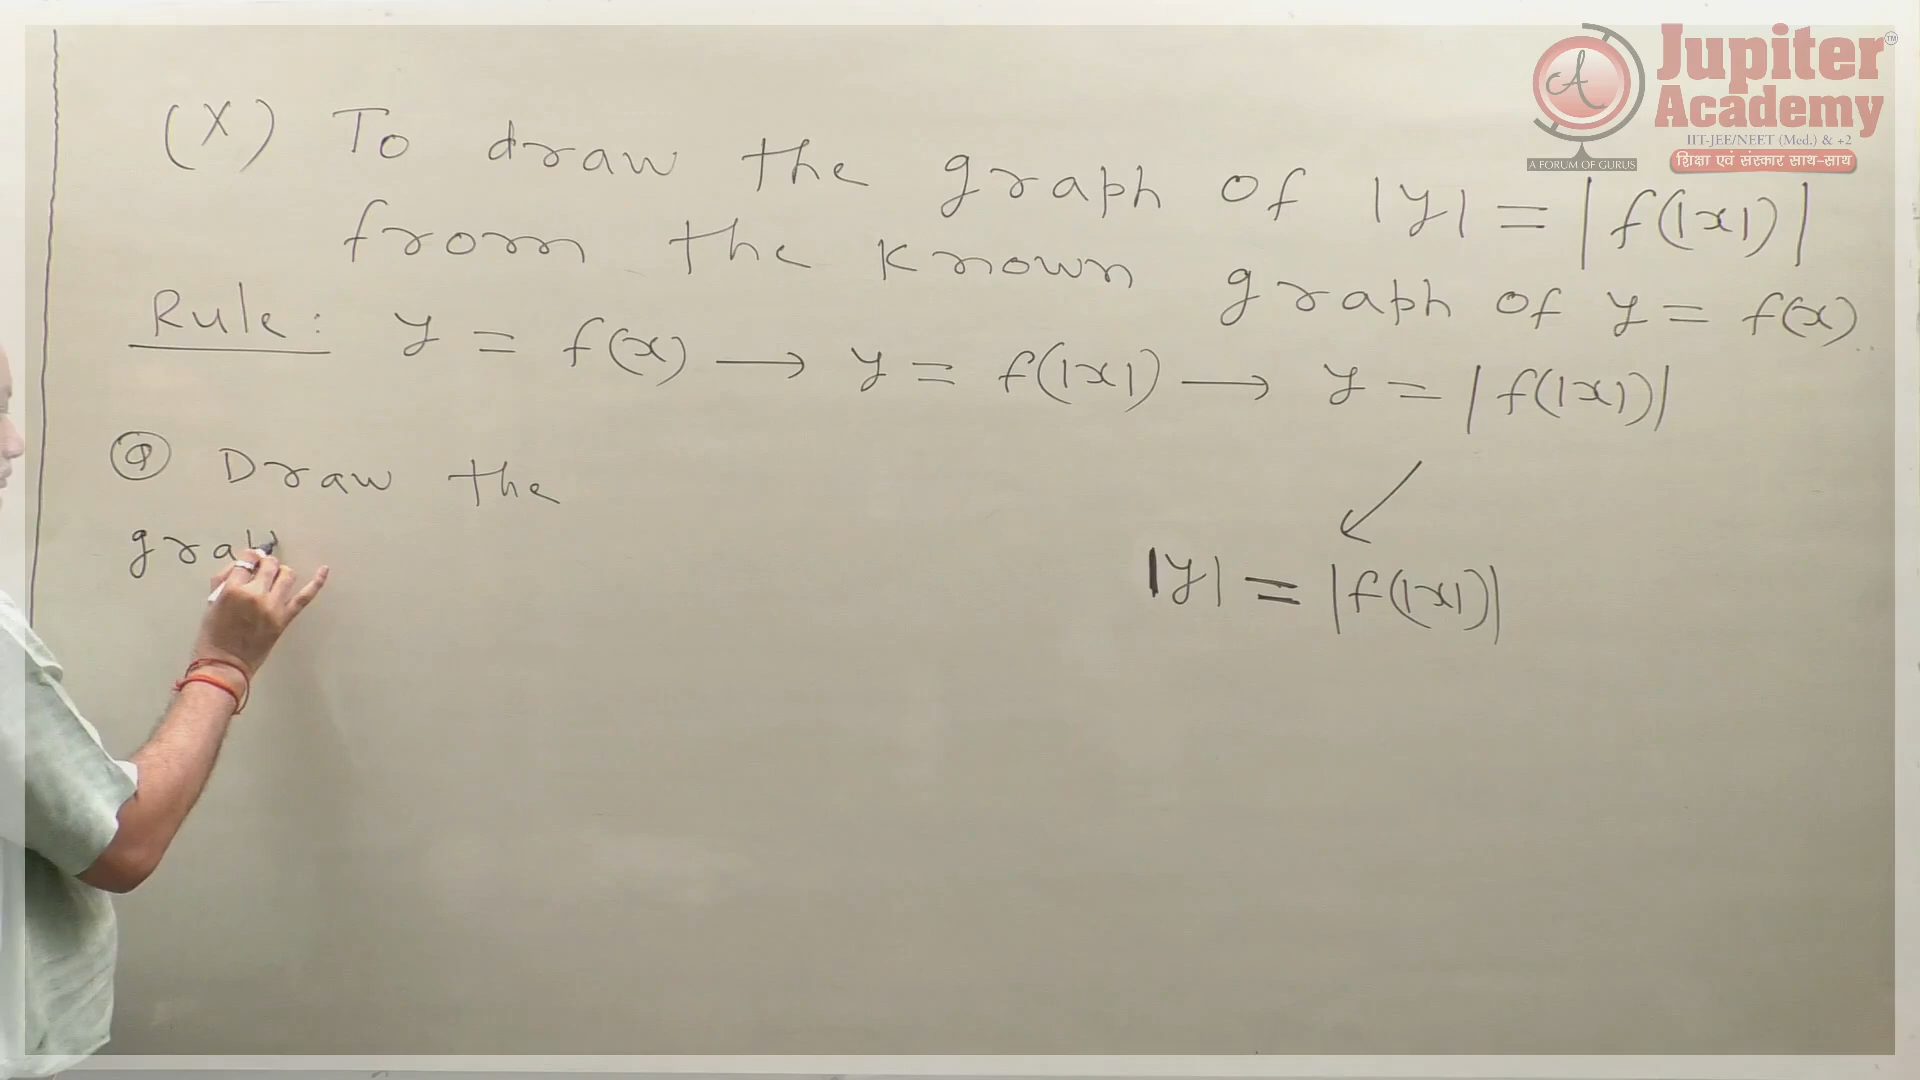 Jupiter
Academy
TM
IIT-JEE/NEET (Med.) & +2
A FORUM OF GURUS
शिक्षा एवं संस्कार साथ-साथ
(X) To draw the graph of |y| = |f(|x|)|
from the known graph of y = f(x).
Rule: y = f(x) → y = f(|x|) → y = |f(|x|)|
Q Draw the
|y| = |f(|x|)|